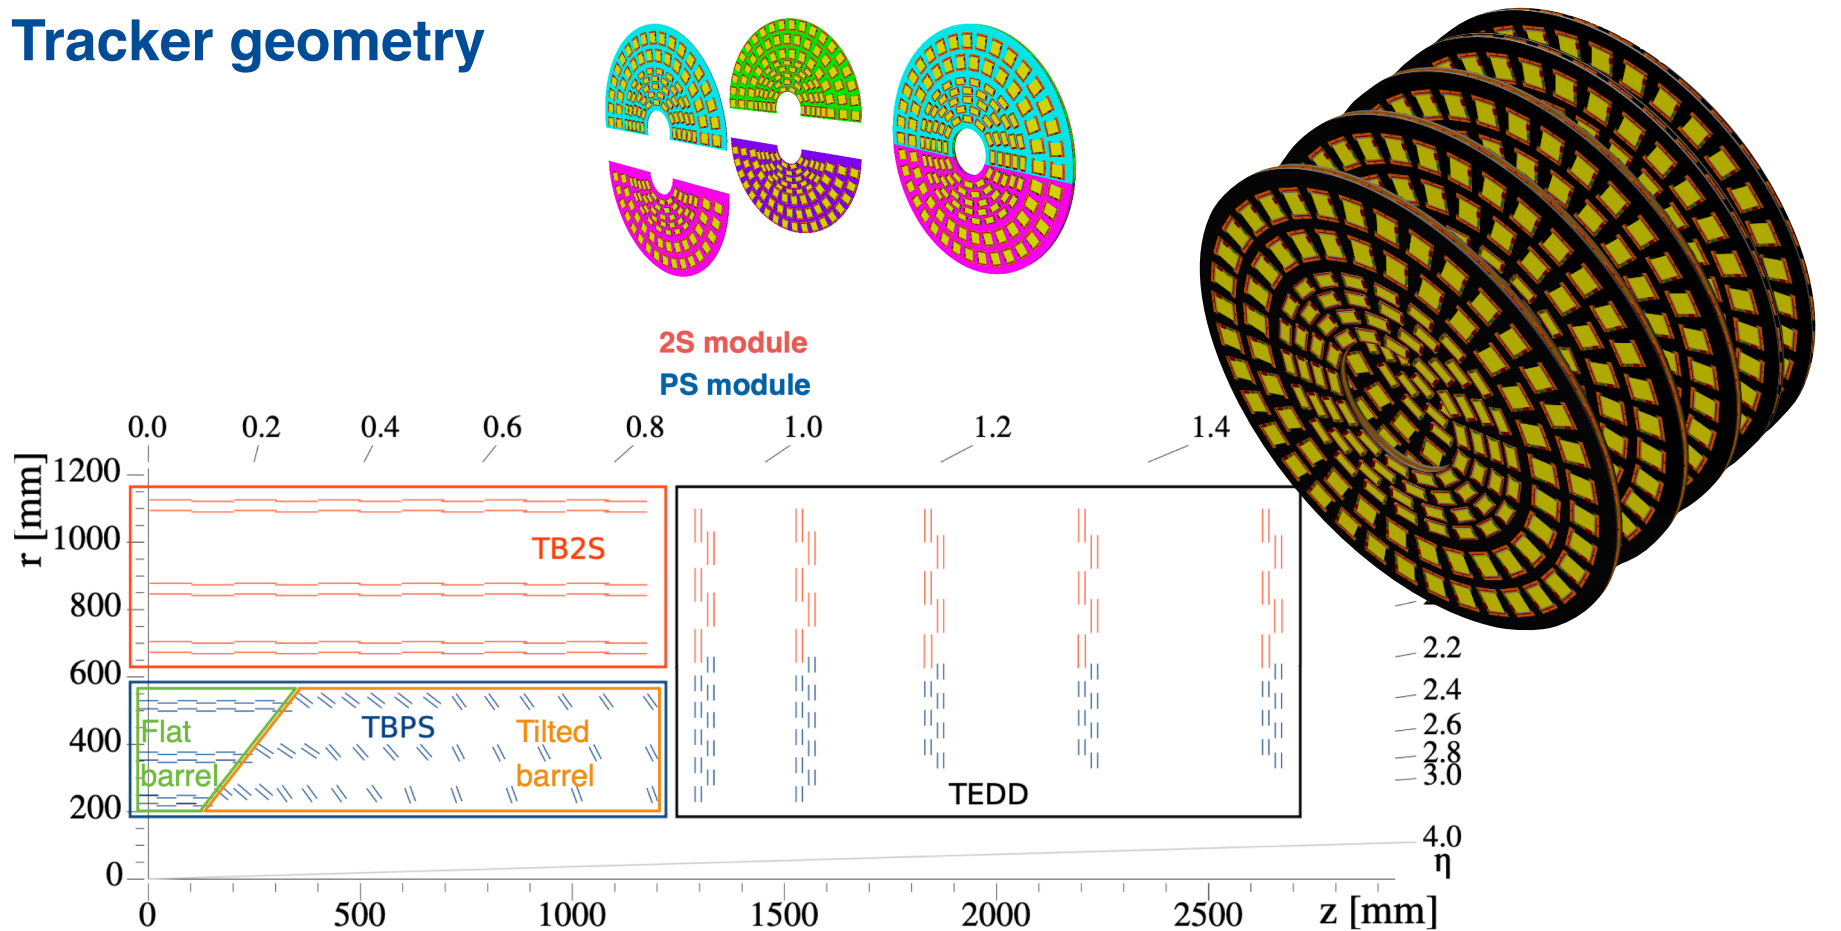 Tracker geometry
2S module
PS module
0.0 0.2 0.4 0.6 0.8 1.0 1.2 1.4
r [mm]
1200
1000
800
600
400
200
0
TB2S
Flat
barrel
TBPS
Tilted
barrel
TEDD
2.2
2.4
2.6
2.8
3.0
4.0
η
0 500 1000 1500 2000 2500 z [mm]